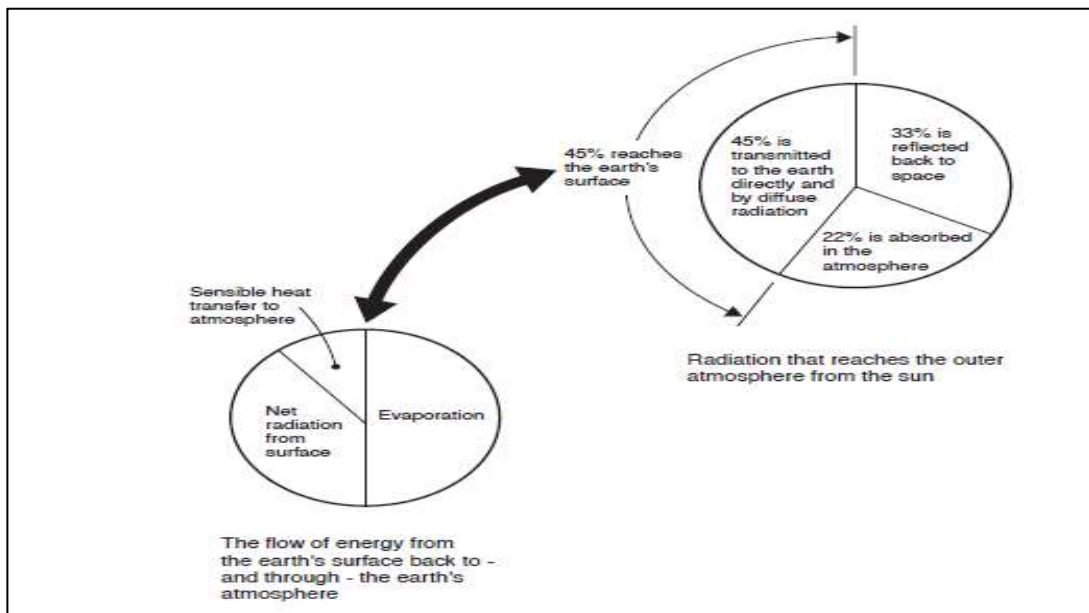 45% is
transmitted
to the earth
directly and
by diffuse
radiation
33% is
reflected
back to
space
22% is absorbed
in the
atmosphere
45% reaches
the earth's
surface
Radiation that reaches the outer
atmosphere from the sun
Sensible heat
transfer to
atmosphere
Net
radiation
from
surface
Evaporation
The flow of energy from
the earth's surface back to -
and through - the earth's
atmosphere